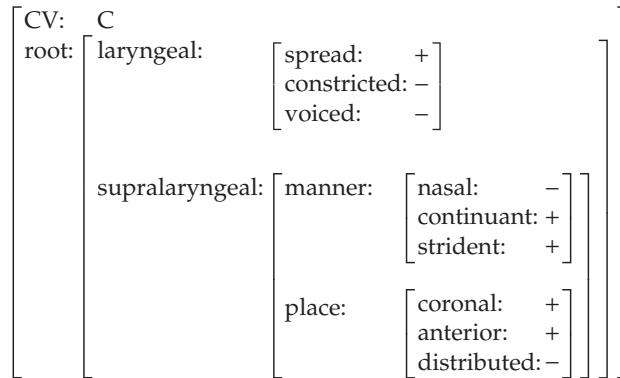 CV: C
root: laryngeal: spread: +
constricted: −
voiced: −
supralaryngeal: manner: nasal: −
continuant: +
strident: +
place: coronal: +
anterior: +
distributed: −